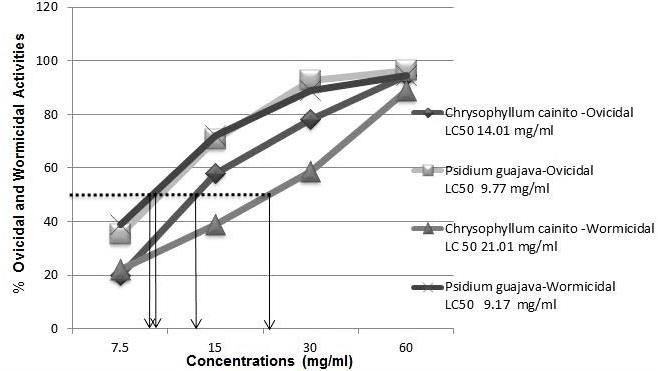 120
100
80
60
40
20
0
% Ovicidal and Wormicidal Activities
7.5 15 30 60
Concentrations (mg/ml)
Chrysophyllum cainito -Ovicidal
LC50 14.01 mg/ml
Psidium guajava-Ovicidal
LC50 9.77 mg/ml
Chrysophyllum cainito -Wormicidal
LC 50 21.01 mg/ml
Psidium guajava-Wormicidal
LC50 9.17 mg/ml